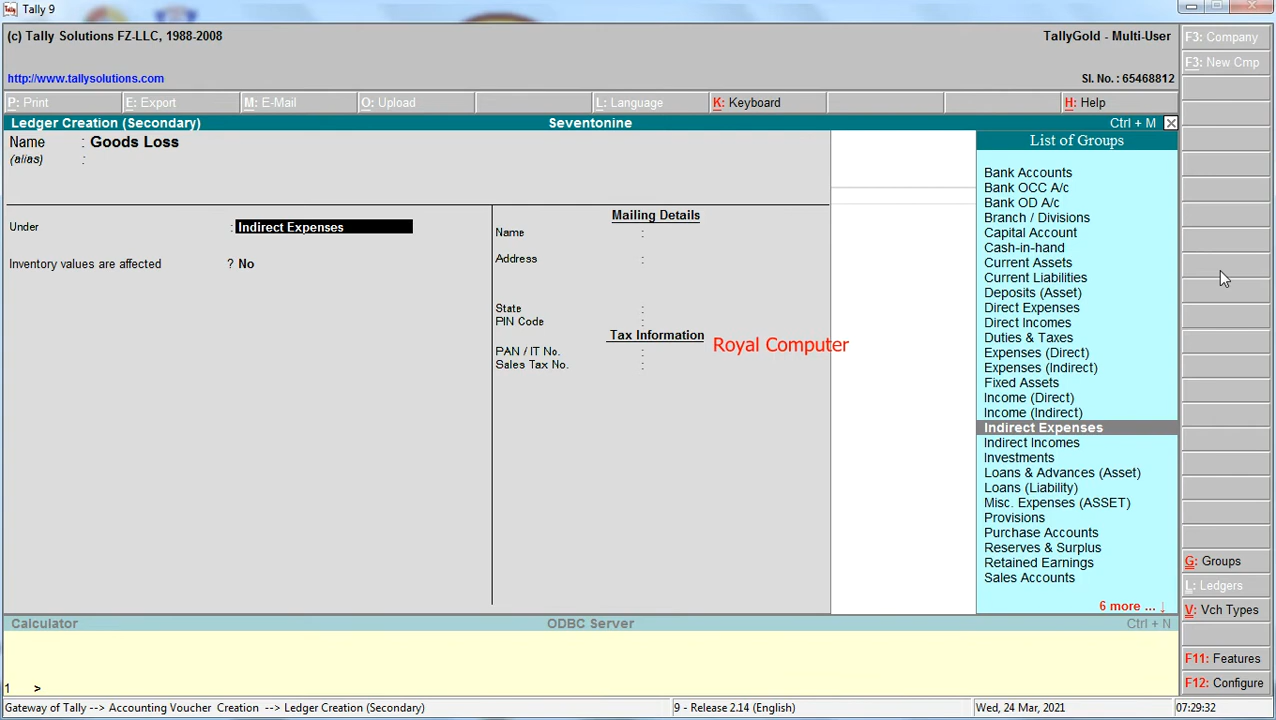 Tally 9
(c) Tally Solutions FZ-LLC, 1988-2008
TallyGold - Multi-User
http://www.tallysolutions.com
Sl. No. : 65468812
P: Print
E: Export
M: E-Mail
O: Upload
L: Language
K: Keyboard
H: Help
Ledger Creation (Secondary)
Seventonine
Ctrl + M
Name : Goods Loss
(alias) :
Under : Indirect Expenses
Inventory values are affected ? No
Mailing Details
Name :
Address :
State :
PIN Code :
Tax Information
PAN / IT No. :
Sales Tax No. :
Royal Computer
List of Groups
Bank Accounts
Bank OCC A/c
Bank OD A/c
Branch / Divisions
Capital Account
Cash-in-hand
Current Assets
Current Liabilities
Deposits (Asset)
Direct Expenses
Direct Incomes
Duties & Taxes
Expenses (Direct)
Expenses (Indirect)
Fixed Assets
Income (Direct)
Income (Indirect)
Indirect Expenses
Indirect Incomes
Investments
Loans & Advances (Asset)
Loans (Liability)
Misc. Expenses (ASSET)
Provisions
Purchase Accounts
Reserves & Surplus
Retained Earnings
Sales Accounts
6 more ... ↓
F3: Company
F3: New Cmp
G: Groups
L: Ledgers
V: Vch Types
F11: Features
F12: Configure
Calculator
ODBC Server
Ctrl + N
1 >
Gateway of Tally --> Accounting Voucher Creation --> Ledger Creation (Secondary)
9 - Release 2.14 (English)
Wed, 24 Mar, 2021
07:29:32